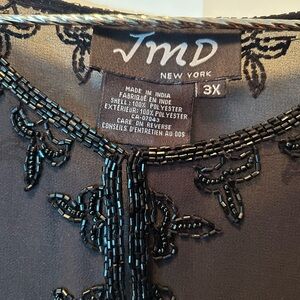 JMD
NEW YORK
3X
MADE IN INDIA
FABRIQUÉ EN INDE
SHELL: 100% POLYESTER
EXTÉRIEUR: 100% POLYESTER
CA-07043
CARE ON REVERSE
CONSEILS D'ENTRETIEN AU DOS